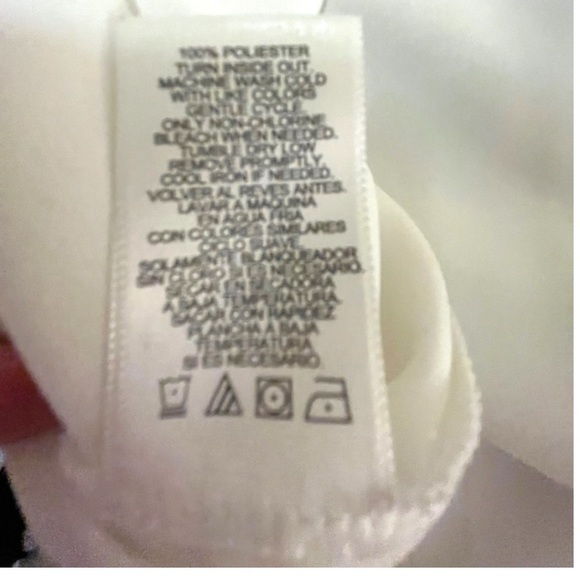 100% POLIESTER
TURN INSIDE OUT.
MACHINE WASH COLD
WITH LIKE COLORS
GENTLE CYCLE.
ONLY NON-CHLORINE
BLEACH WHEN NEEDED.
TUMBLE DRY LOW
REMOVE PROMPTLY,
COOL IRON IF NEEDED.
VOLVER AL REVES ANTES.
LAVAR A MAQUINA
EN AGUA FRIA
CON COLORES SIMILARES
CICLO SUAVE.
SOLAMENTE BLANQUEADOR
SIN CLORO SI ES NECESARIO.
SECAR EN SECADORA
A BAJA TEMPERATURA.
SACAR CON RAPIDEZ
PLANCHA A BAJA
TEMPERATURA
SI ES NECESARIO.